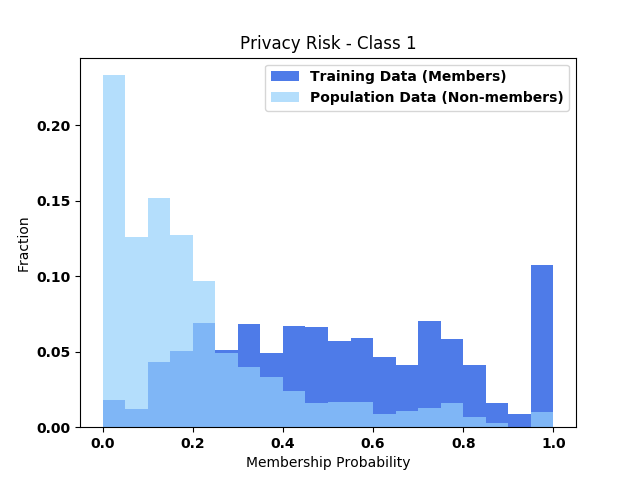 Privacy Risk - Class 1
Training Data (Members)
Population Data (Non-members)
Fraction
0.20
0.15
0.10
0.05
0.00
0.0 0.2 0.4 0.6 0.8 1.0
Membership Probability